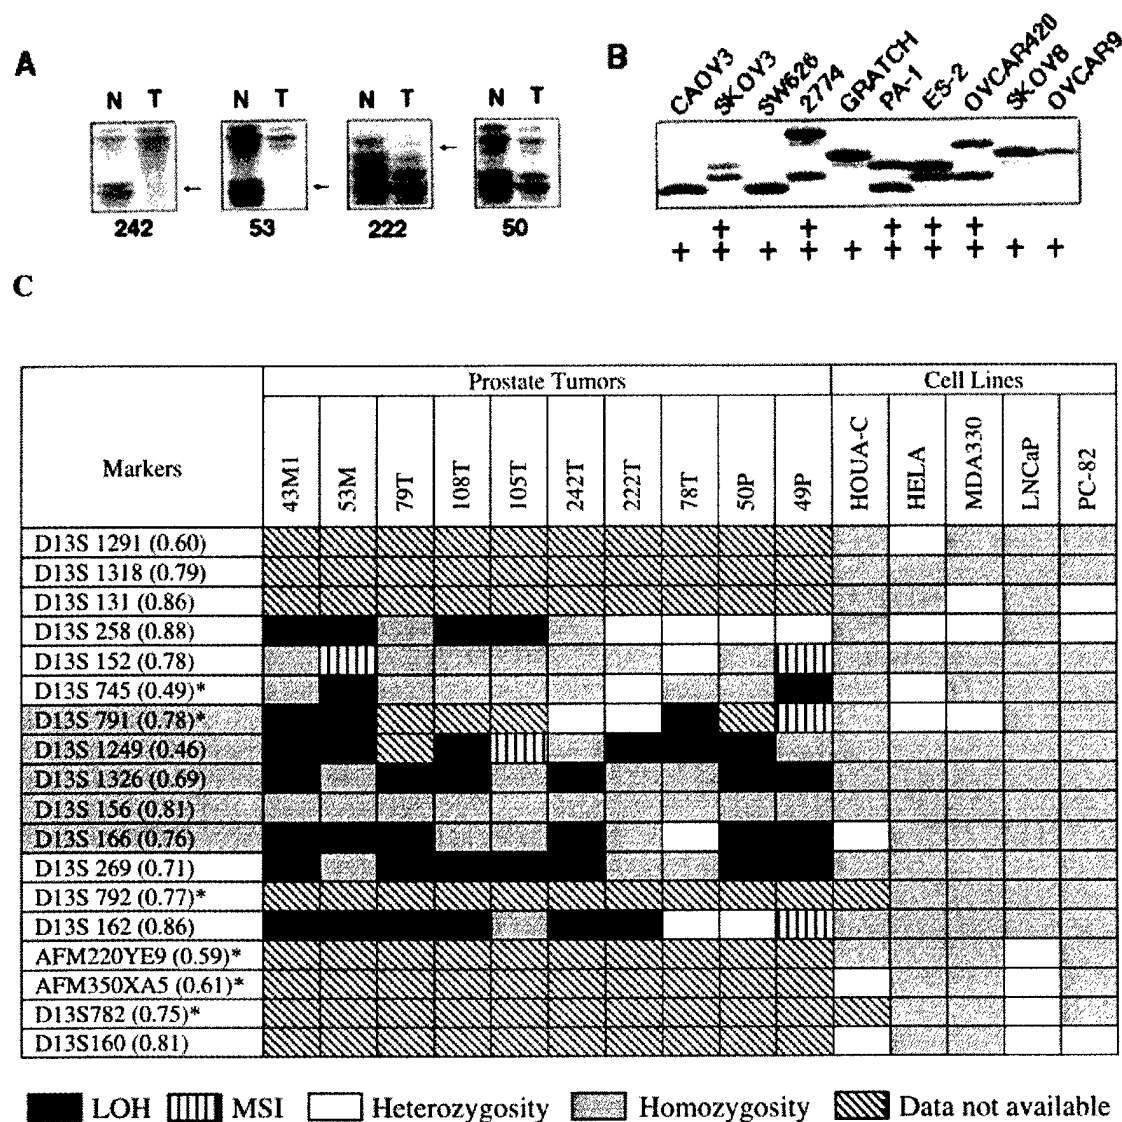 A
B
N T
N T
N T
N T
242
53
222
50
CAOV3
SKOV3
SW626
2774
GRATCH
PA-1
ES-2
OVCAR420
SKOV8
OVCAR9
+ + + + +
+ + + + + + + + + +
C
Markers
Prostate Tumors
Cell Lines
43M1
53M
79T
108T
105T
242T
222T
78T
50P
49P
HOUA-C
HELA
MDA330
LNCaP
PC-82
D13S 1291 (0.60)
D13S 1318 (0.79)
D13S 131 (0.86)
D13S 258 (0.88)
D13S 152 (0.78)
D13S 745 (0.49)*
D13S 791 (0.78)*
D13S 1249 (0.46)
D13S 1326 (0.69)
D13S 156 (0.81)
D13S 166 (0.76)
D13S 269 (0.71)
D13S 792 (0.77)*
D13S 162 (0.86)
AFM220YE9 (0.59)*
AFM350XA5 (0.61)*
D13S782 (0.75)*
D13S160 (0.81)
LOH MSI Heterozygosity Homozygosity Data not available